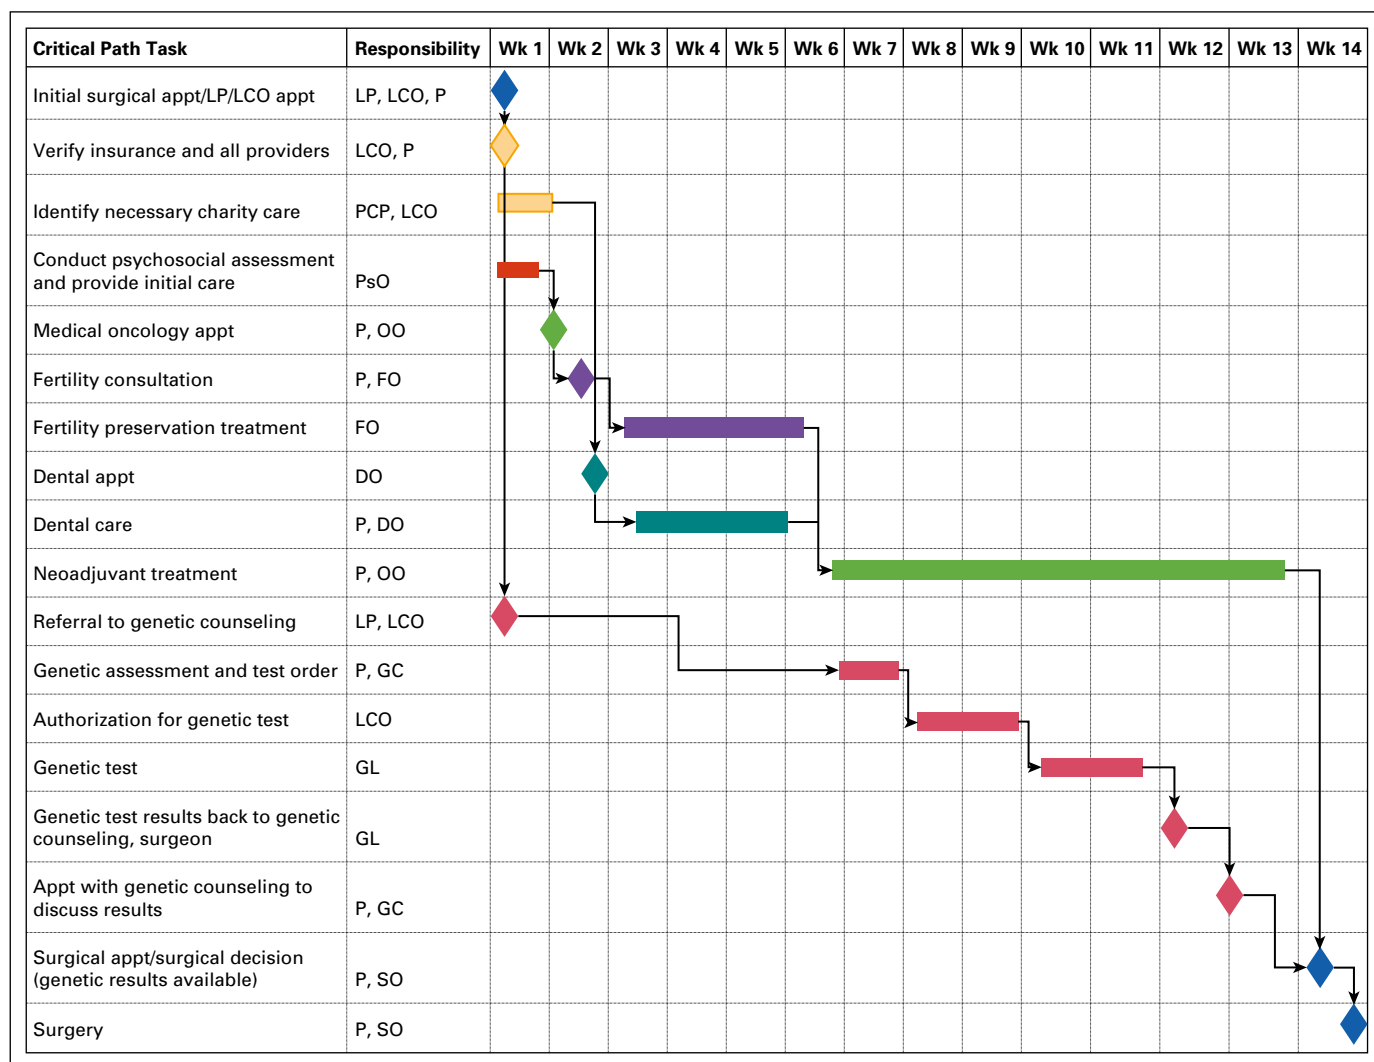 Critical Path Task Responsibility Wk 1 Wk 2 Wk 3 Wk 4 Wk 5 Wk 6 Wk 7 Wk 8 Wk 9 Wk 10 Wk 11 Wk 12 Wk 13 Wk 14
Initial surgical appt/LP/LCO appt LP, LCO, P
Verify insurance and all providers LCO, P
Identify necessary charity care PCP, LCO
Conduct psychosocial assessment
and provide initial care PsO
Medical oncology appt P, OO
Fertility consultation P, FO
Fertility preservation treatment FO
Dental appt DO
Dental care P, DO
Neoadjuvant treatment P, OO
Referral to genetic counseling LP, LCO
Genetic assessment and test order P, GC
Authorization for genetic test LCO
Genetic test GL
Genetic test results back to genetic
counseling, surgeon GL
Appt with genetic counseling to
discuss results P, GC
Surgical appt/surgical decision
(genetic results available) P, SO
Surgery P, SO